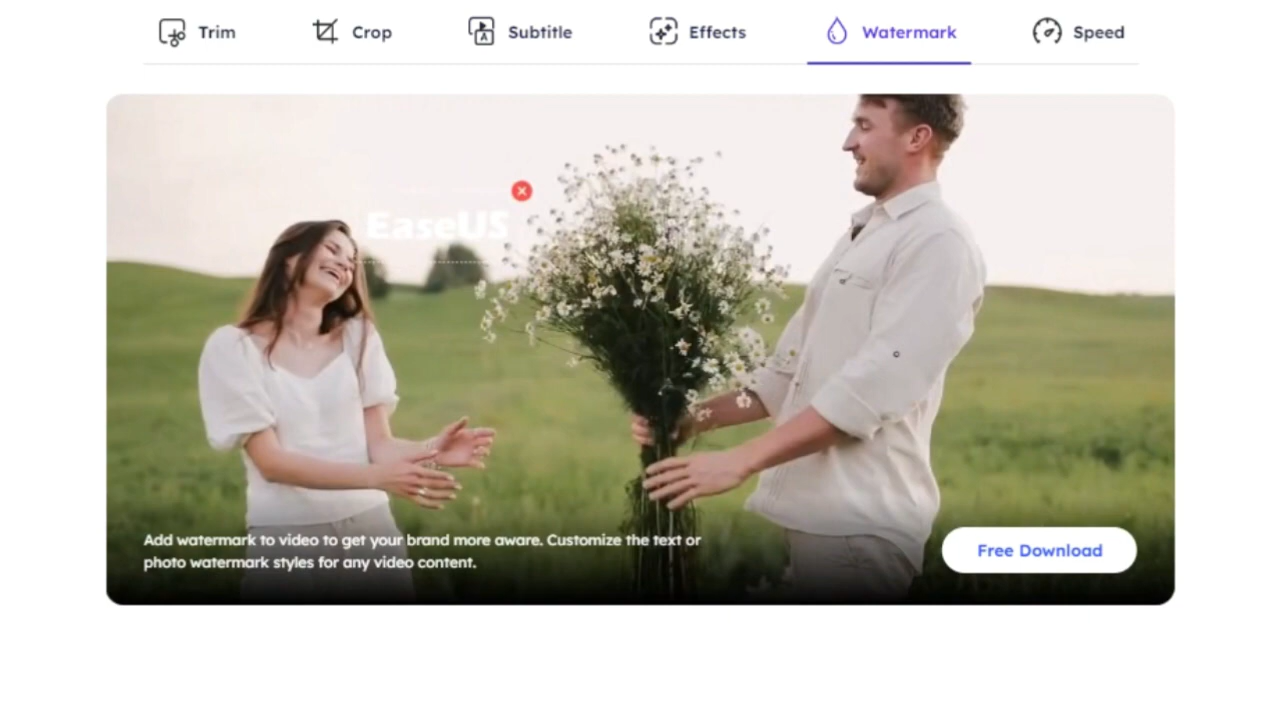 Trim
Crop
Subtitle
Effects
Watermark
Speed
EaseUS
Add watermark to video to get your brand more aware. Customize the text or
photo watermark styles for any video content.
Free Download